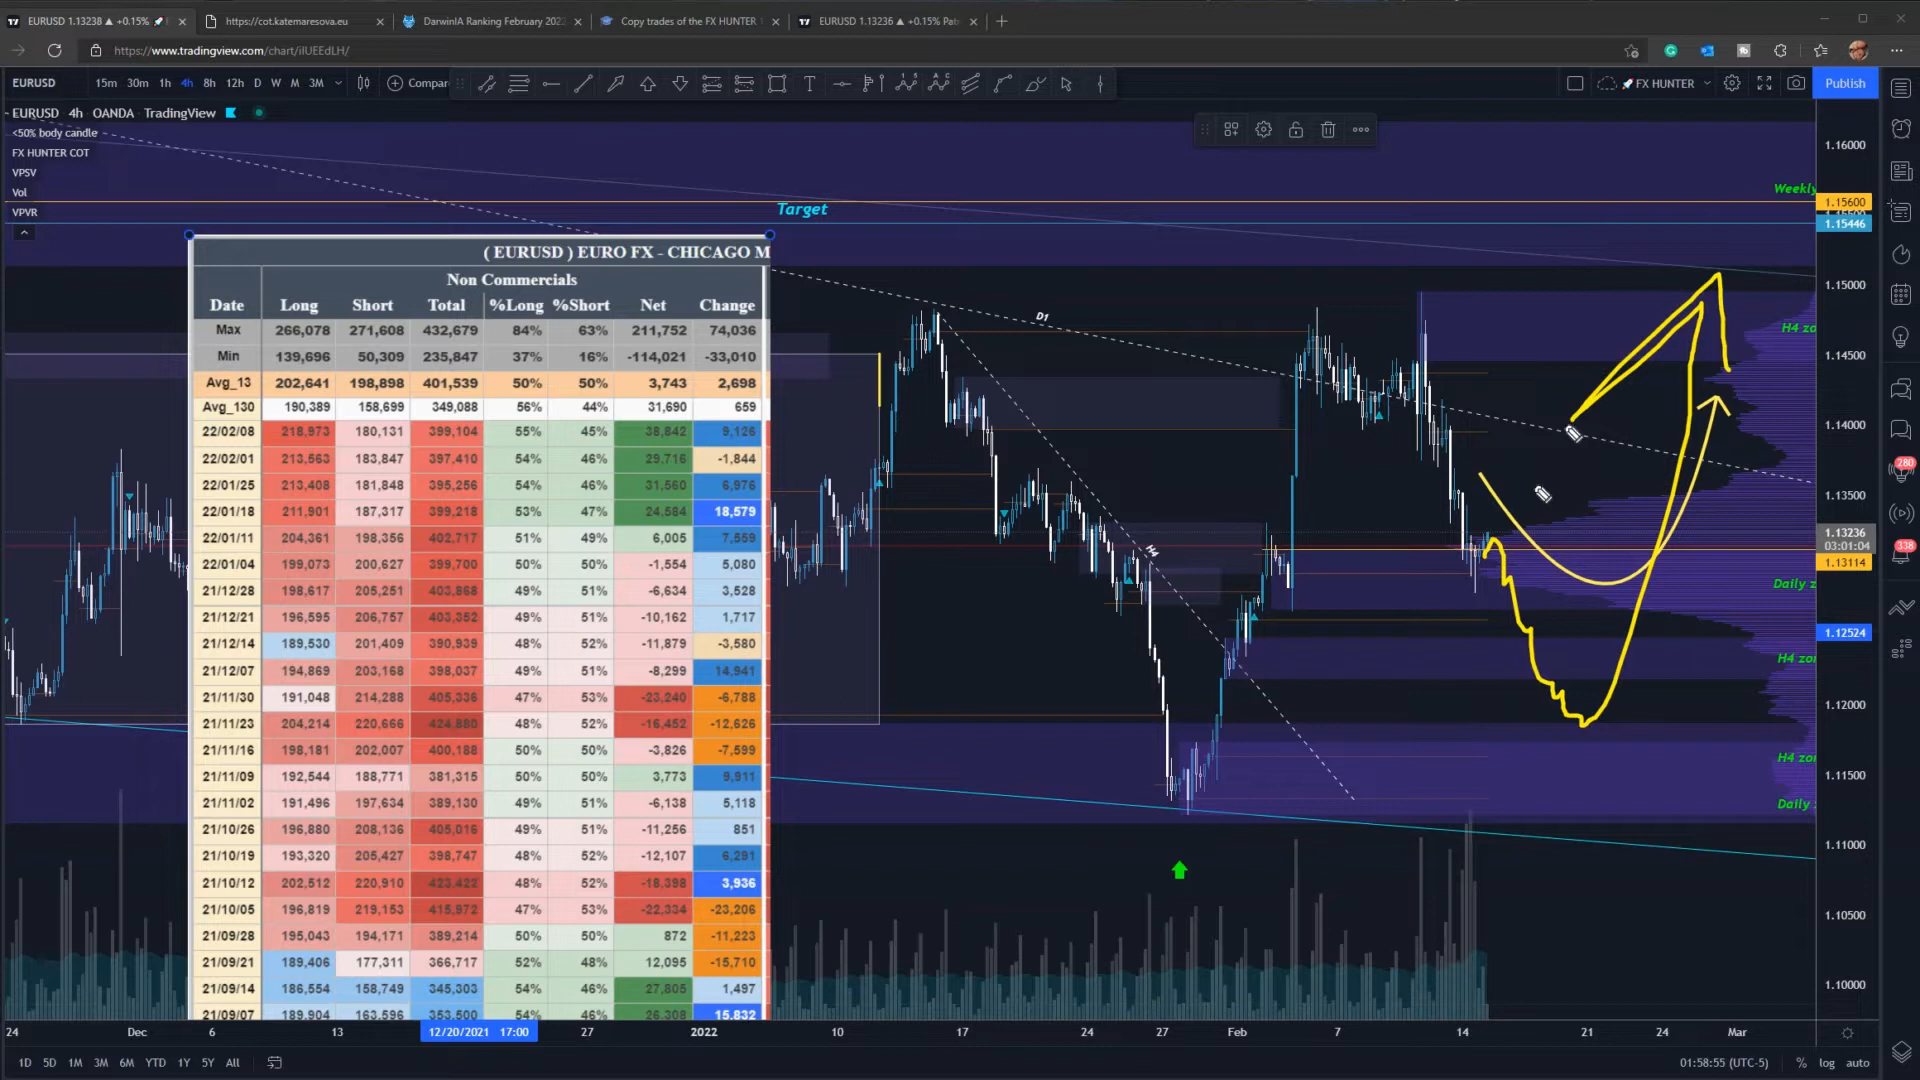 EURUSD 1.13238 ▲ +0.15%
https://cot.katemaresova.eu
DarwinIA Ranking February 2022
Copy trades of the FX HUNTER
EURUSD 1.13236 ▲ +0.15%
https://www.tradingview.com/chart/iIUEEdLH/
EURUSD 15m 30m 1h 4h 8h 12h D W M 3M Compar
FX HUNTER Publish
EURUSD 4h OANDA TradingView
<50% body candle
FX HUNTER COT
VPSV
Vol
VPVR
Target
Weekly
( EURUSD ) EURO FX - CHICAGO M
Non Commercials
Date Long Short Total %Long %Short Net Change
Max 266,078 271,608 432,679 84% 63% 211,752 74,036
Min 139,696 50,309 235,847 37% 16% -114,021 -33,010
Avg_13 202,641 198,898 401,539 50% 50% 3,743 2,698
Avg_130 190,389 158,699 349,088 56% 44% 31,690 659
22/02/08 218,973 180,131 399,104 55% 45% 38,842 9,126
22/02/01 213,563 183,847 397,410 54% 46% 29,716 -1,844
22/01/25 213,408 181,848 395,256 54% 46% 31,560 6,976
22/01/18 211,901 187,317 399,218 53% 47% 24,584 18,579
22/01/11 204,361 198,356 402,717 51% 49% 6,005 7,559
22/01/04 199,073 200,627 399,700 50% 50% -1,554 5,080
21/12/28 198,617 205,251 403,868 49% 51% -6,634 3,528
21/12/21 196,595 206,757 403,352 49% 51% -10,162 1,717
21/12/14 189,530 201,409 390,939 48% 52% -11,879 -3,580
21/12/07 194,869 203,168 398,037 49% 51% -8,299 14,941
21/11/30 191,048 214,288 405,336 47% 53% -23,240 -6,788
21/11/23 204,214 220,666 424,880 48% 52% -16,452 -12,626
21/11/16 198,181 202,007 400,188 50% 50% -3,826 -7,599
21/11/09 192,544 188,771 381,315 50% 50% 3,773 9,911
21/11/02 191,496 197,634 389,130 49% 51% -6,138 5,118
21/10/26 196,880 208,136 405,016 49% 51% -11,256 851
21/10/19 193,320 205,427 398,747 48% 52% -12,107 6,291
21/10/12 202,512 220,910 423,422 48% 52% -18,398 3,936
21/10/05 196,819 219,153 415,972 47% 53% -22,334 -23,206
21/09/28 195,043 194,171 389,214 50% 50% 872 -11,223
21/09/21 189,406 177,311 366,717 52% 48% 12,095 -15,710
21/09/14 186,554 158,749 345,303 54% 46% 27,805 1,497
21/09/07 189,904 163,596 353,500 54% 46% 26,308 15,832
D1
H4
H4 zo
Daily z
H4 zo
H4 zo
Daily
1.16000
1.15600
1.15446
1.15000
1.14500
1.14000
1.13500
1.13236
03:01:04
1.13114
1.12524
1.12000
1.11500
1.11000
1.10500
1.10000
280
338
24 Dec 6 13 12/20/2021 17:00 27 2022 10 17 24 27 Feb 7 14 21 24 Mar
1D 5D 1M 3M 6M YTD 1Y 5Y All
01:58:55 (UTC-5) % log auto